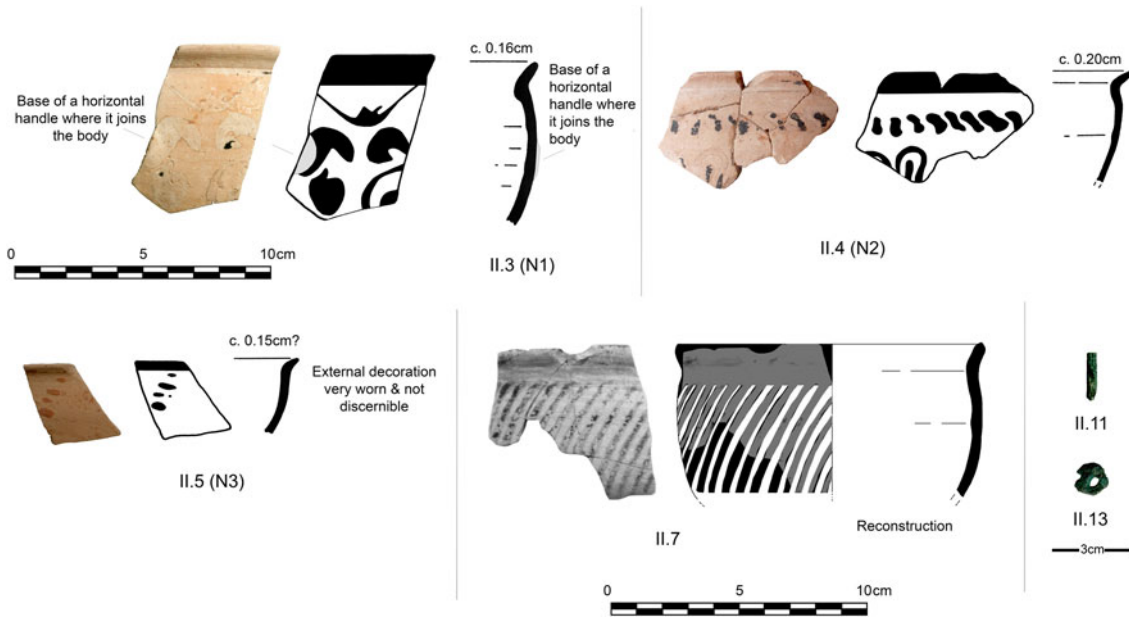 c. 0.16cm
Base of a horizontal
handle where it joins
the body
Base of a
horizontal
handle where
it joins the
body
0 5 10cm
II.3 (N1)
c. 0.20cm
II.4 (N2)
c. 0.15cm?
External decoration
very worn & not
discernible
II.5 (N3)
Reconstruction
II.7
0 5 10cm
II.11
II.13
3cm